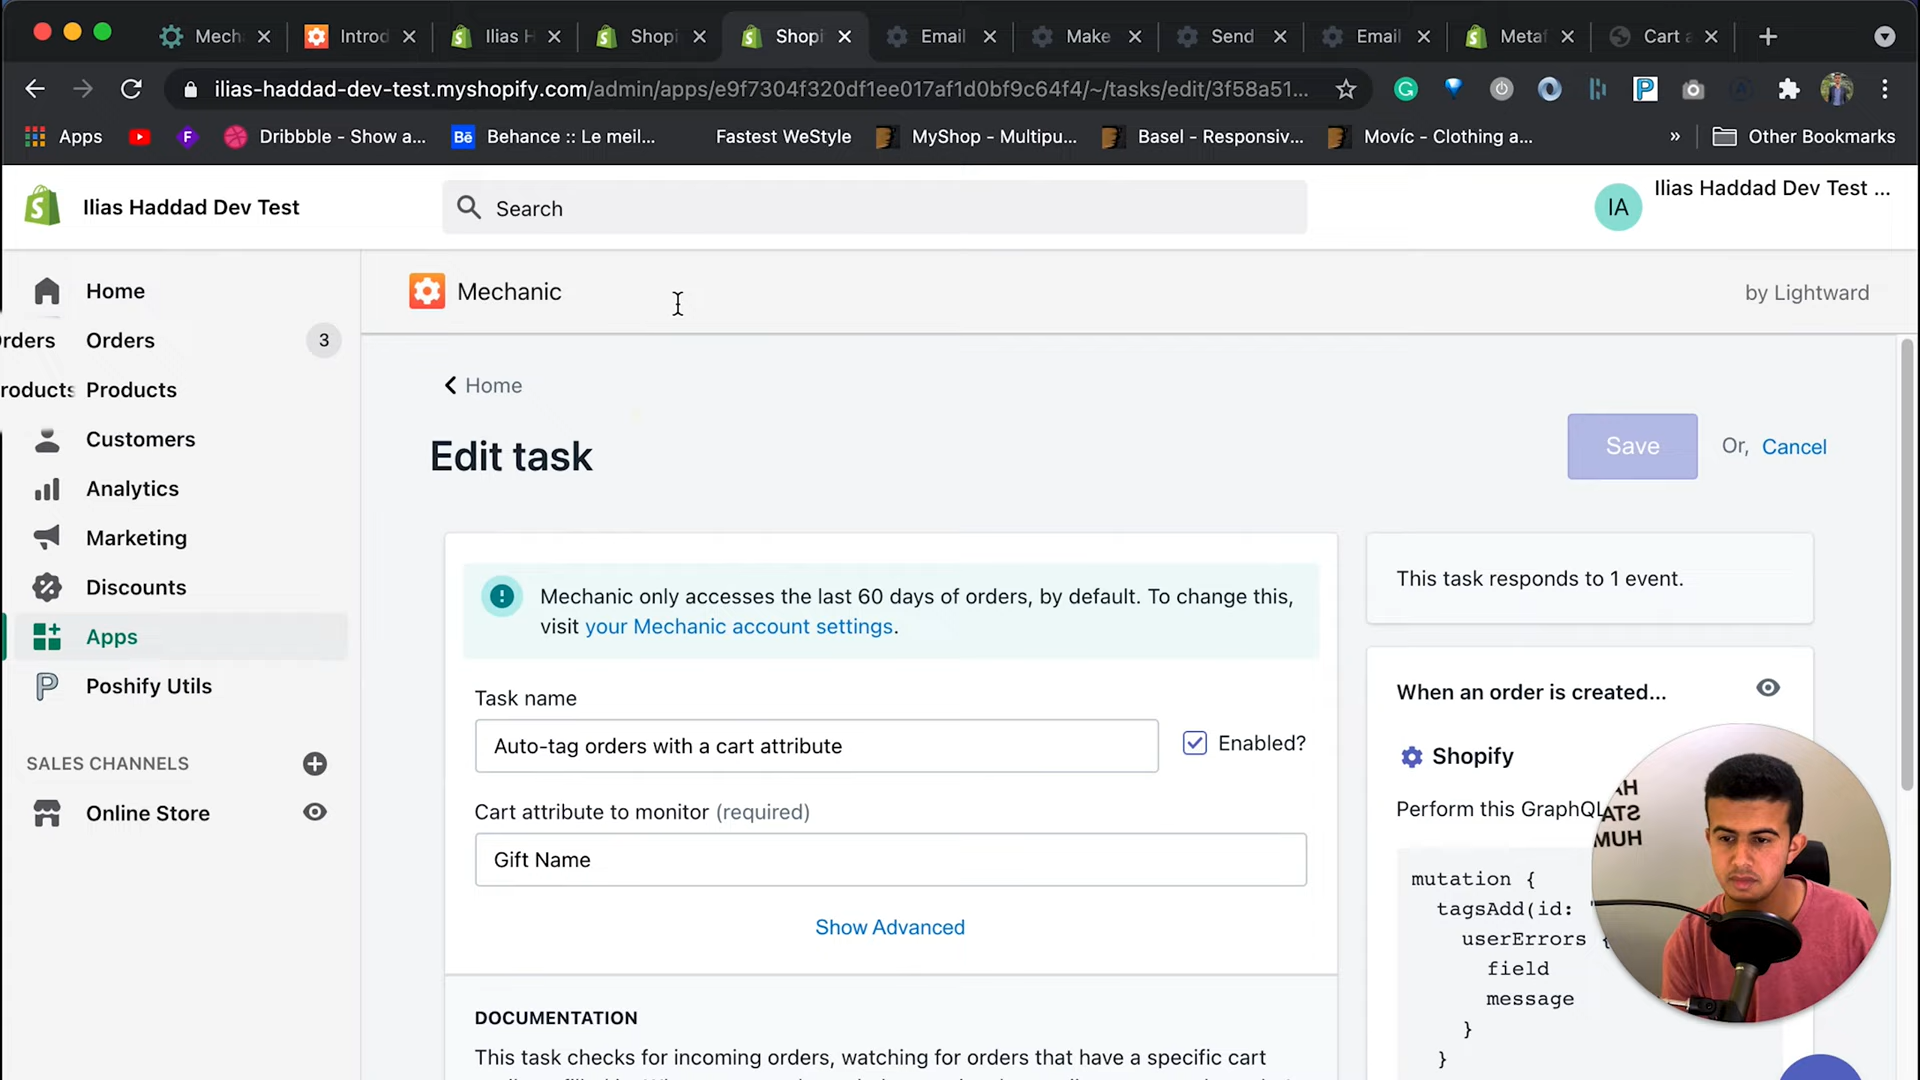 Mech
Introd
Ilias H
Shopi
Shopi
Email
Make
Send
Email
Metaf
Cart a
ilias-haddad-dev-test.myshopify.com/admin/apps/e9f7304f320df1ee017af1d0bf9c64f4/~/tasks/edit/3f58a51...
Apps
Dribbble - Show a...
Behance :: Le meil...
Fastest WeStyle
MyShop - Multipu...
Basel - Responsiv...
Movíc - Clothing a...
»
Other Bookmarks
Ilias Haddad Dev Test
Search
IA
Ilias Haddad Dev Test ...
Home
Orders
3
Products
Customers
Analytics
Marketing
Discounts
Apps
Poshify Utils
SALES CHANNELS
Online Store
rders
roducts
Mechanic
by Lightward
Home
Edit task
Save
Or, Cancel
Mechanic only accesses the last 60 days of orders, by default. To change this,
visit your Mechanic account settings.
Task name
Auto-tag orders with a cart attribute
Enabled?
Cart attribute to monitor (required)
Gift Name
Show Advanced
DOCUMENTATION
This task checks for incoming orders, watching for orders that have a specific cart
This task responds to 1 event.
When an order is created...
Shopify
Perform this GraphQL
mutation {
tagsAdd(id:
userErrors {
field
message
}
}